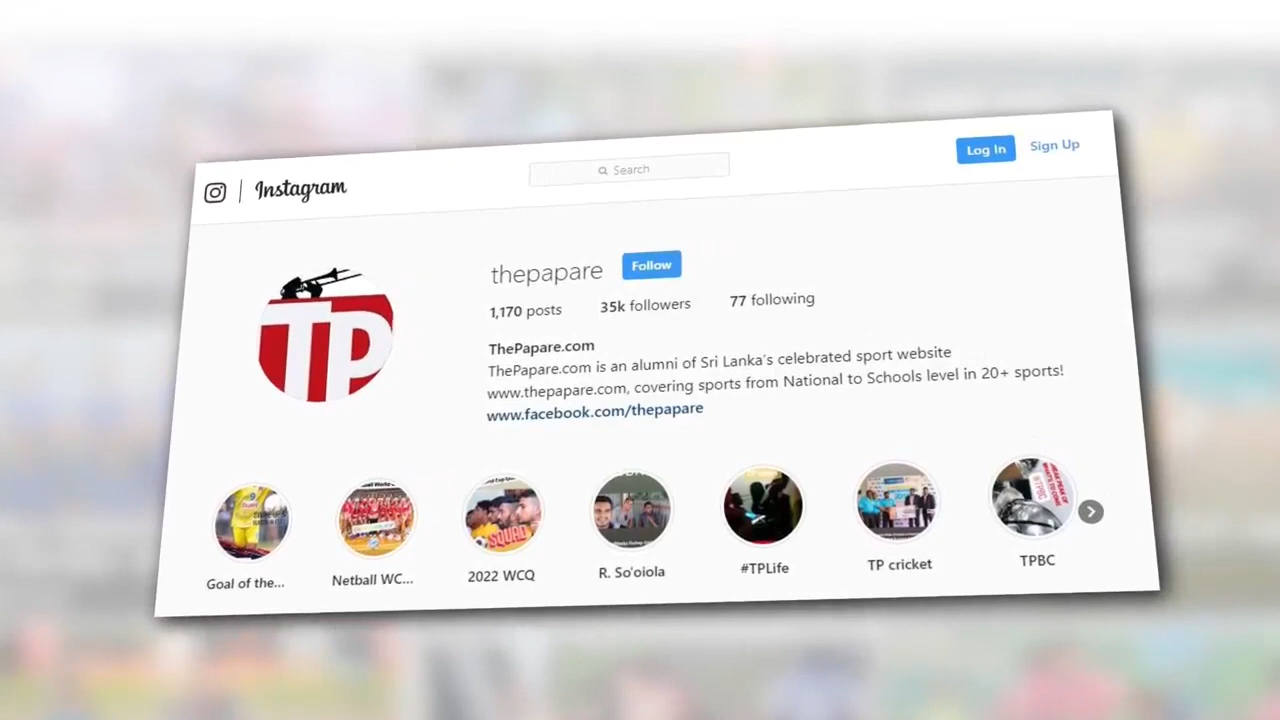 Instagram
Search
Log In
Sign Up
TP
thepapare
Follow
1,170 posts
35k followers
77 following
ThePapare.com
ThePapare.com is an alumni of Sri Lanka's celebrated sport website
www.thepapare.com, covering sports from National to Schools level in 20+ sports!
www.facebook.com/thepapare
SQUAD
Goal of the...
Netball WC...
2022 WCQ
R. So'oiola
#TPLife
TP cricket
TPBC